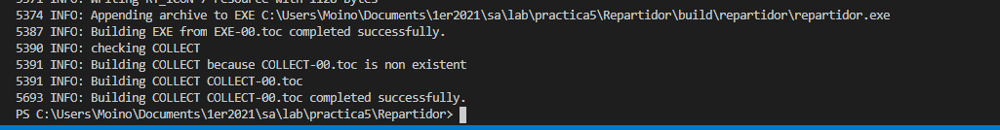 5371 INFO: Writing RT_ICON 7 resource with 1128 bytes
5374 INFO: Appending archive to EXE C:\Users\Moino\Documents\1er2021\sa\lab\practica5\Repartidor\build\repartidor\repartidor.exe
5387 INFO: Building EXE from EXE-00.toc completed successfully.
5390 INFO: checking COLLECT
5391 INFO: Building COLLECT because COLLECT-00.toc is non existent
5391 INFO: Building COLLECT COLLECT-00.toc
5693 INFO: Building COLLECT COLLECT-00.toc completed successfully.
PS C:\Users\Moino\Documents\1er2021\sa\lab\practica5\Repartidor>